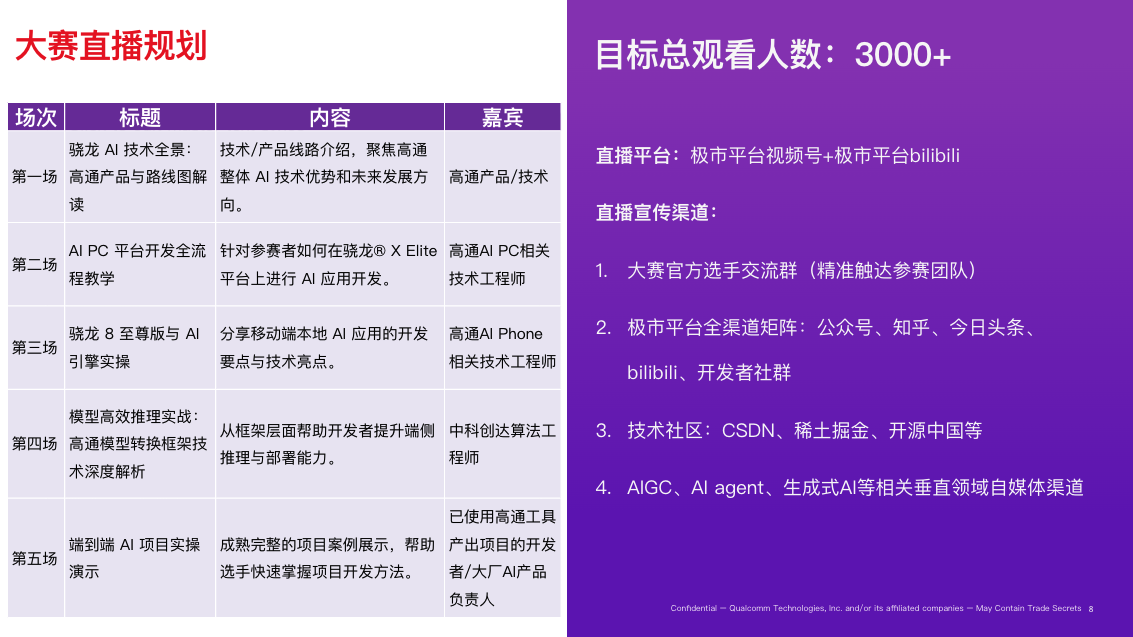 大赛直播规划
场次 标题 内容 嘉宾
第一场
骁龙 AI 技术全景：
高通产品与路线图解
读
技术/产品线路介绍，聚焦高通
整体 AI 技术优势和未来发展方
向。
高通产品/技术
第二场
AI PC 平台开发全流
程教学
针对参赛者如何在骁龙® X Elite
平台上进行 AI 应用开发。
高通AI PC相关
技术工程师
第三场
骁龙 8 至尊版与 AI
引擎实操
分享移动端本地 AI 应用的开发
要点与技术亮点。
高通AI Phone
相关技术工程师
第四场
模型高效推理实战：
高通模型转换框架技
术深度解析
从框架层面帮助开发者提升端侧
推理与部署能力。
中科创达算法工
程师
第五场
端到端 AI 项目实操
演示
成熟完整的项目案例展示，帮助
选手快速掌握项目开发方法。
已使用高通工具
产出项目的开发
者/大厂AI产品
负责人
目标总观看人数：3000+
直播平台：极市平台视频号+极市平台bilibili
直播宣传渠道：
1. 大赛官方选手交流群（精准触达参赛团队）
2. 极市平台全渠道矩阵：公众号、知乎、今日头条、
bilibili、开发者社群
3. 技术社区：CSDN、稀土掘金、开源中国等
4. AIGC、AI agent、生成式AI等相关垂直领域自媒体渠道
Confidential — Qualcomm Technologies, Inc. and/or its affiliated companies — May Contain Trade Secrets 8